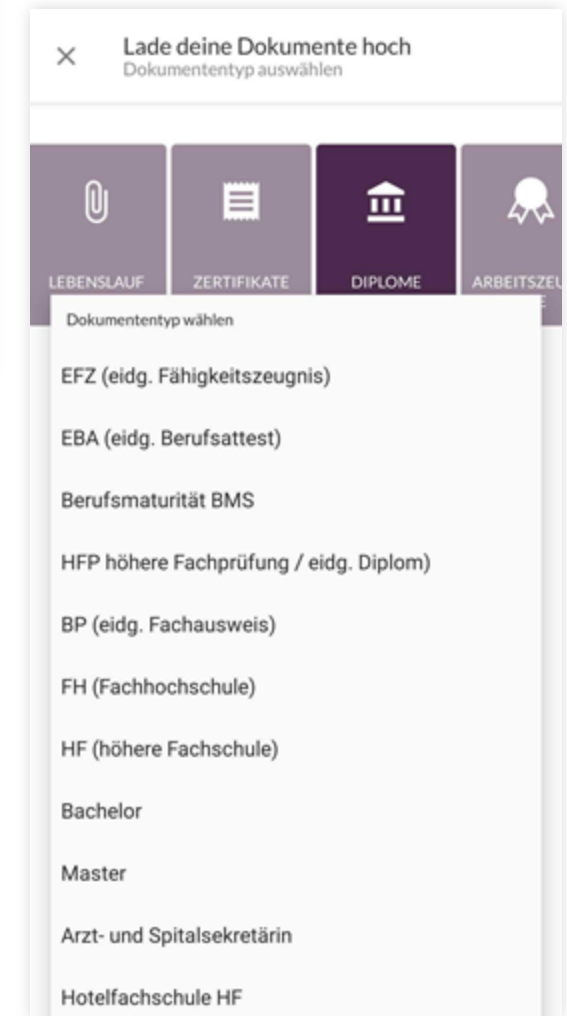 Lade deine Dokumente hoch
Dokumententyp auswählen
LEBENSLAUF
ZERTIFIKATE
DIPLOME
ARBEITSZEU
E
Dokumententyp wählen
EFZ (eidg. Fähigkeitszeugnis)
EBA (eidg. Berufsattest)
Berufsmaturität BMS
HFP höhere Fachprüfung / eidg. Diplom)
BP (eidg. Fachausweis)
FH (Fachhochschule)
HF (höhere Fachschule)
Bachelor
Master
Arzt- und Spitalsekretärin
Hotelfachschule HF